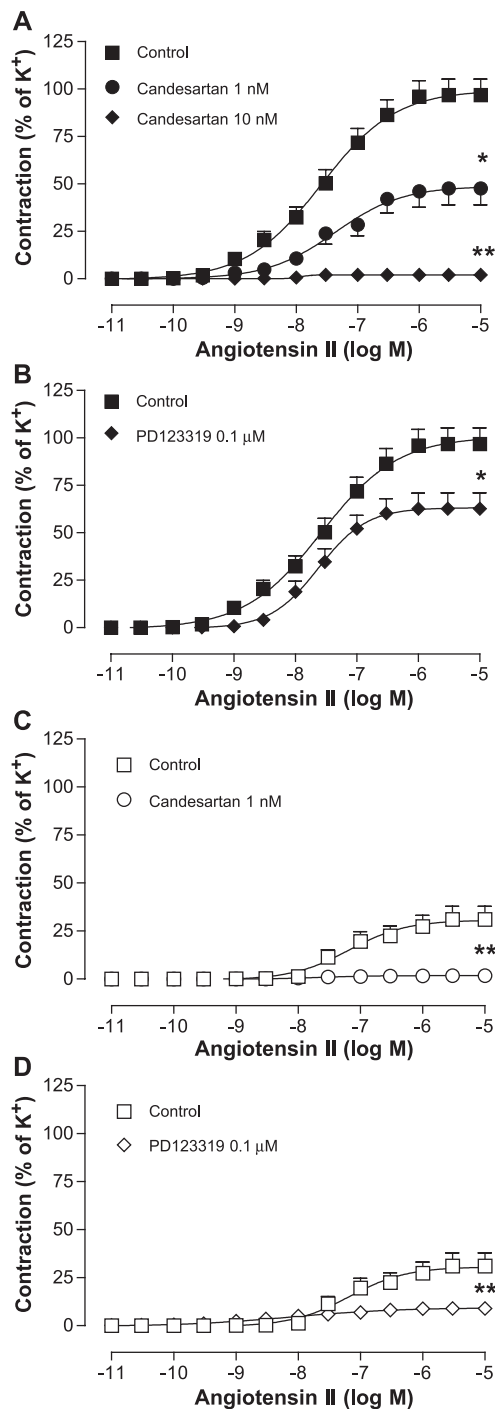 A
Control
Candesartan 1 nM
Candesartan 10 nM
Contraction (% of K⁺)
125
100
75
50
25
0
*
**
-11 -10 -9 -8 -7 -6 -5
Angiotensin II (log M)
B
Control
PD123319 0.1 μM
Contraction (% of K⁺)
125
100
75
50
25
0
*
-11 -10 -9 -8 -7 -6 -5
Angiotensin II (log M)
C
Control
Candesartan 1 nM
Contraction (% of K⁺)
125
100
75
50
25
0
**
-11 -10 -9 -8 -7 -6 -5
Angiotensin II (log M)
D
Control
PD123319 0.1 μM
Contraction (% of K⁺)
125
100
75
50
25
0
**
-11 -10 -9 -8 -7 -6 -5
Angiotensin II (log M)